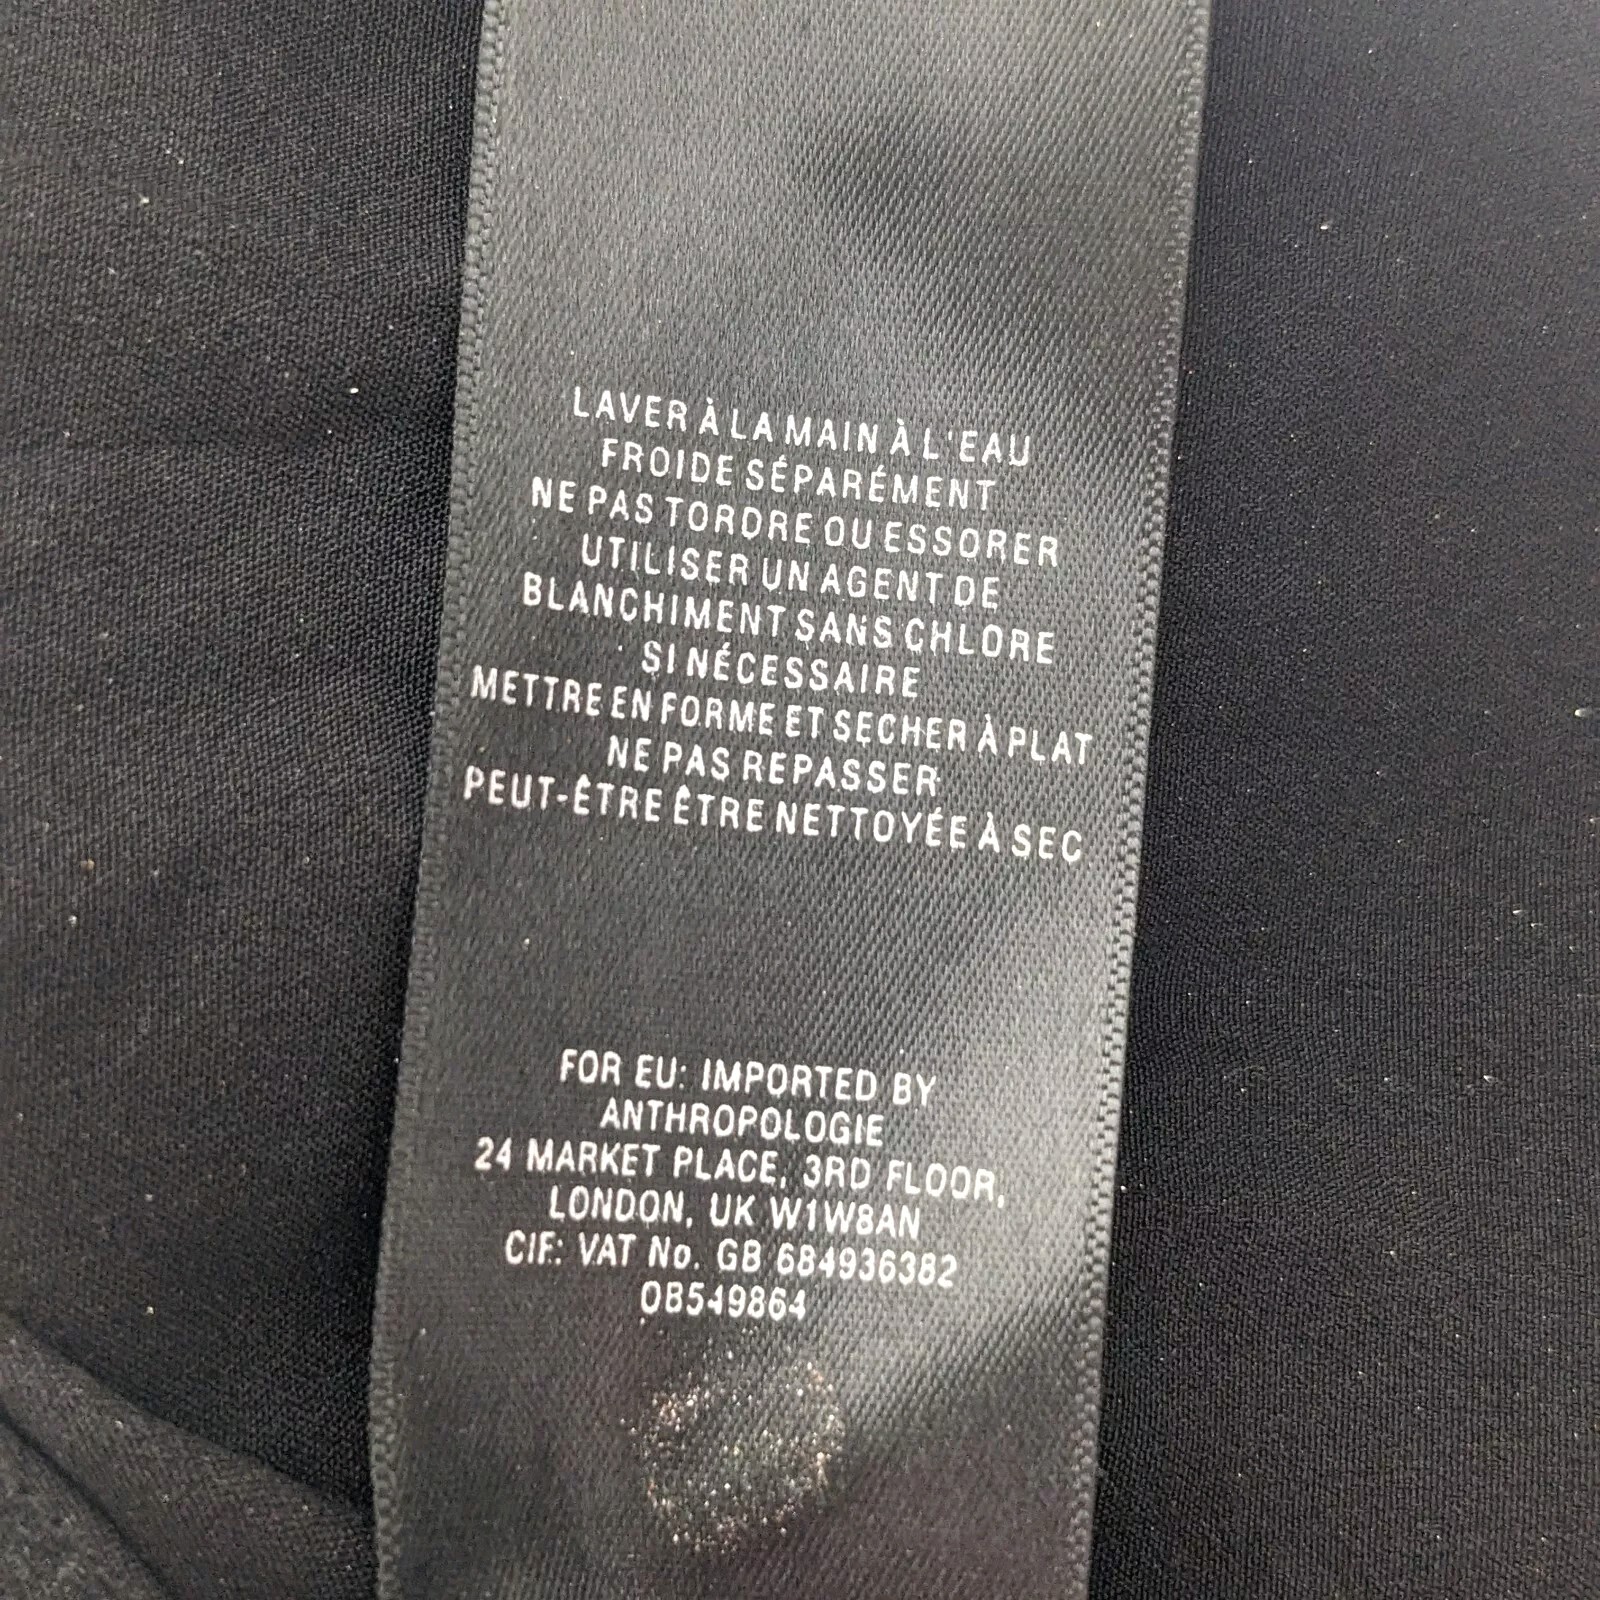 LAVER À LA MAIN À L'EAU
FROIDE SÉPARÉMENT
NE PAS TORDRE OU ESSORER
UTILISER UN AGENT DE
BLANCHIMENT SANS CHLORE
SI NÉCESSAIRE
METTRE EN FORME ET SECHER À PLAT
NE PAS REPASSER
PEUT-ÊTRE ÊTRE NETTOYÉE À SEC
FOR EU: IMPORTED BY
ANTHROPOLOGIE
24 MARKET PLACE, 3RD FLOOR,
LONDON, UK W1W8AN
CIF.: VAT No. GB 684936382
OB549864